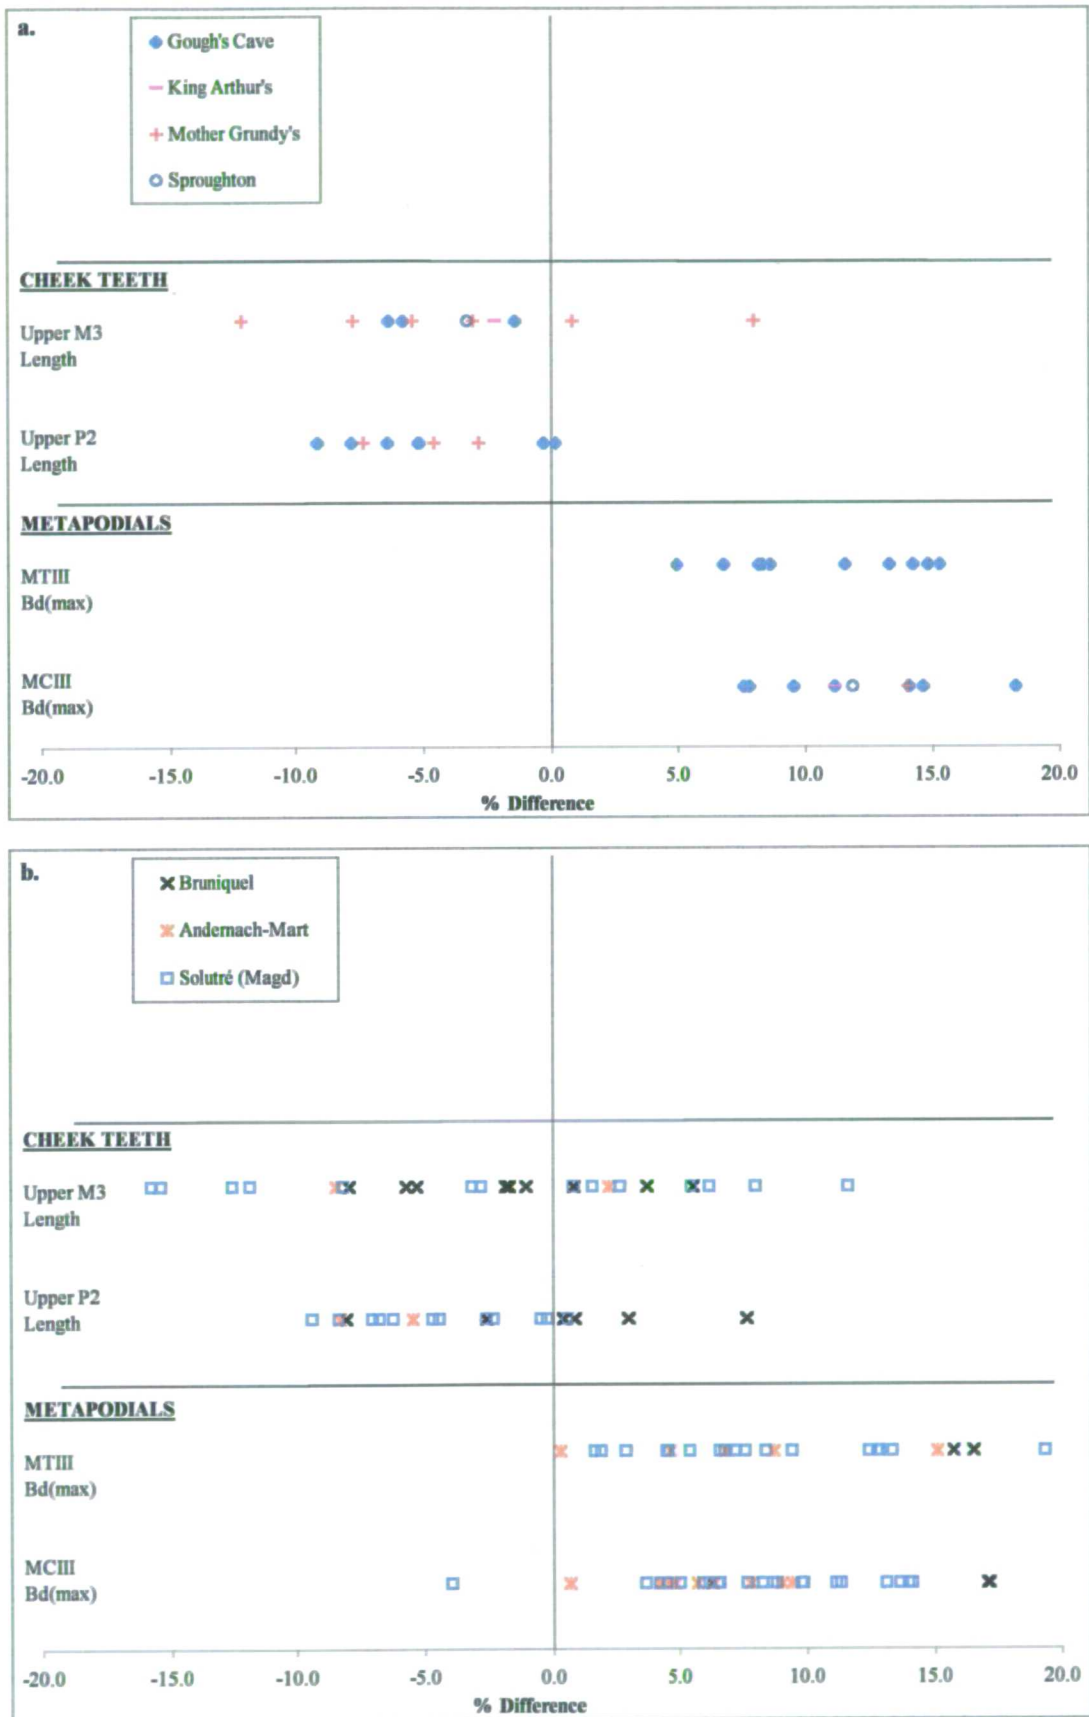 a.
Gough's Cave
King Arthur's
Mother Grundy's
Sproughton
CHEEK TEETH
Upper M3
Length
Upper P2
Length
METAPODIALS
MTIII
Bd(max)
MCIII
Bd(max)
-20.0 -15.0 -10.0 -5.0 0.0 5.0 10.0 15.0 20.0
% Difference
b.
Bruniquel
Andernach-Mart
Solutré (Magd)
CHEEK TEETH
Upper M3
Length
Upper P2
Length
METAPODIALS
MTIII
Bd(max)
MCIII
Bd(max)
-20.0 -15.0 -10.0 -5.0 0.0 5.0 10.0 15.0 20.0
% Difference